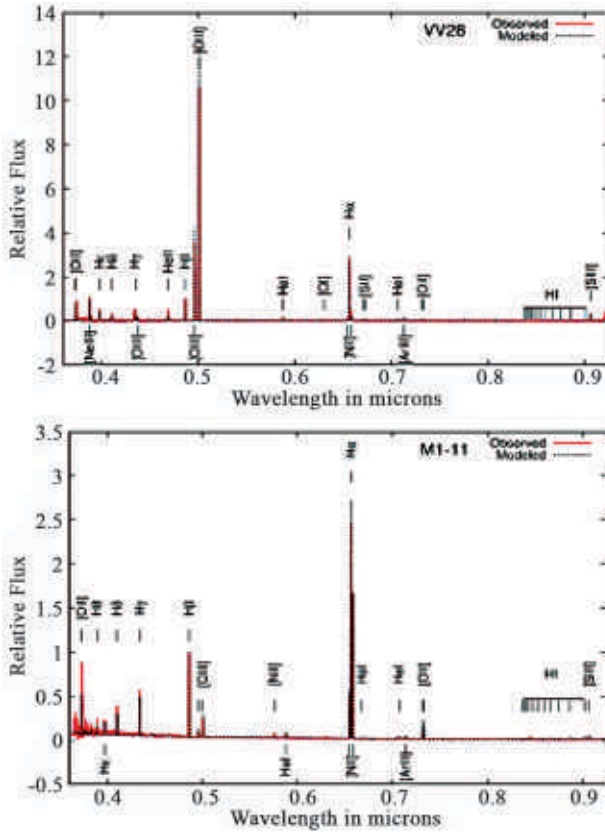 14
12
10
8
6
4
2
0
-2
VV26
Observed
Modeled
[OIII]
Hα
[OII]
Hε
Hδ
Hγ
HeII
Hβ
HeI
[OI]
[SII]
HeI
[OII]
HI
[SIII]
[NeIII]
[OIII]
[OIII]
[NII]
[ArIII]
Relative Flux
0.4 0.5 0.6 0.7 0.8 0.9
Wavelength in microns
3.5
3
2.5
2
1.5
1
0.5
0
-0.5
M1-11
Observed
Modeled
Hα
[OII]
H8
Hδ
Hγ
Hβ
[OIII]
[NII]
HeI
HeI
[OII]
HI
[SIII]
Hε
HeI
[NII]
[ArIII]
Relative Flux
0.4 0.5 0.6 0.7 0.8 0.9
Wavelength in microns